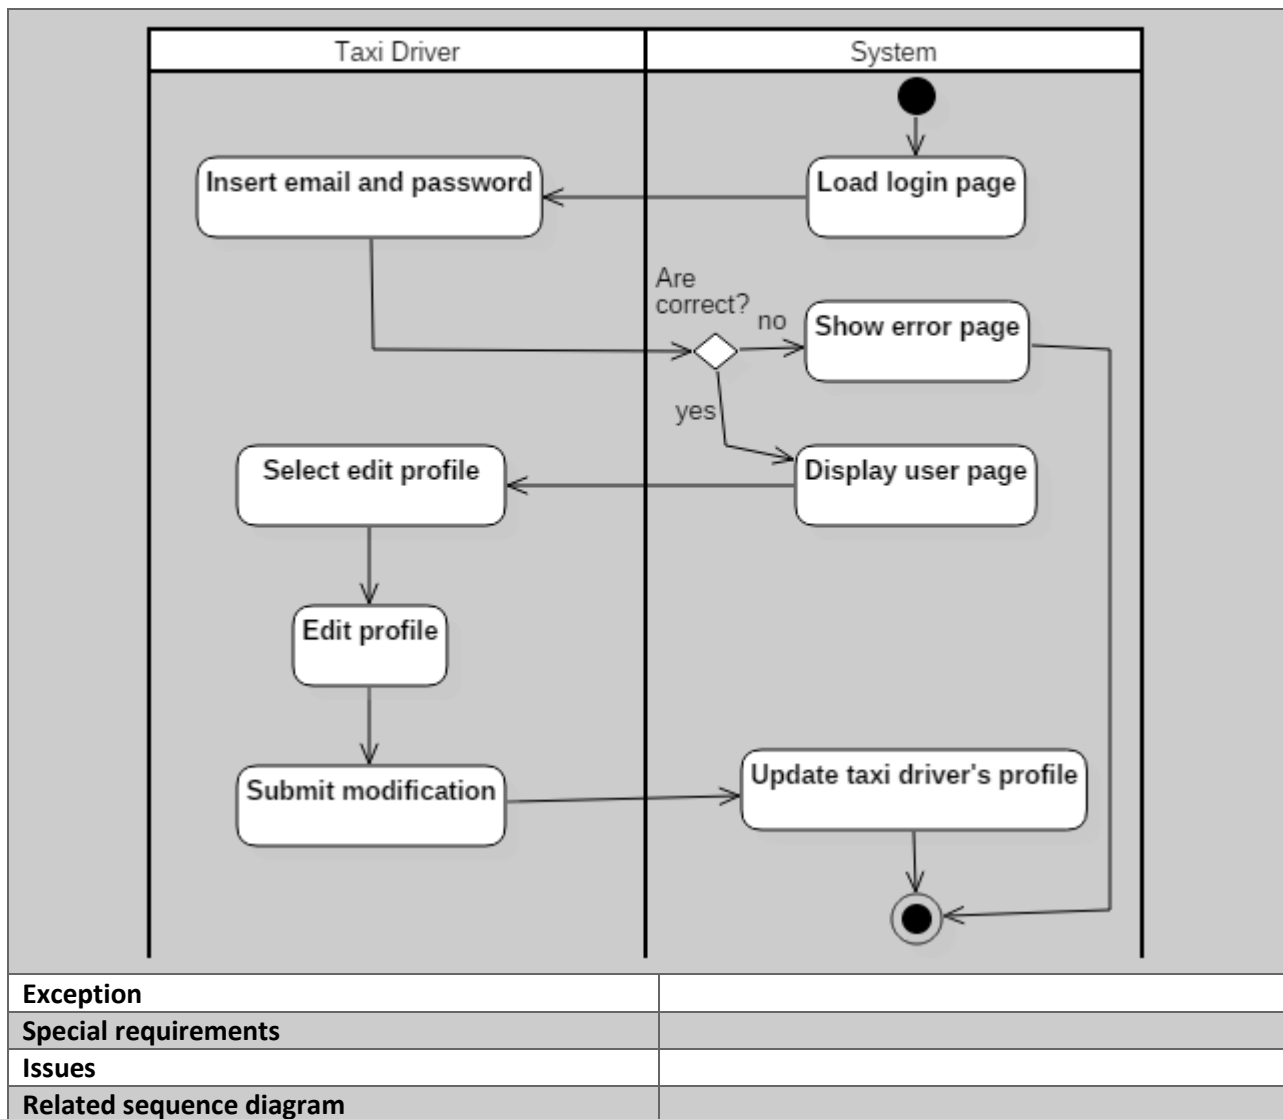 Taxi Driver
System
Insert email and password
Load login page
Are
correct?
no
Show error page
yes
Select edit profile
Display user page
Edit profile
Submit modification
Update taxi driver's profile
Exception
Special requirements
Issues
Related sequence diagram